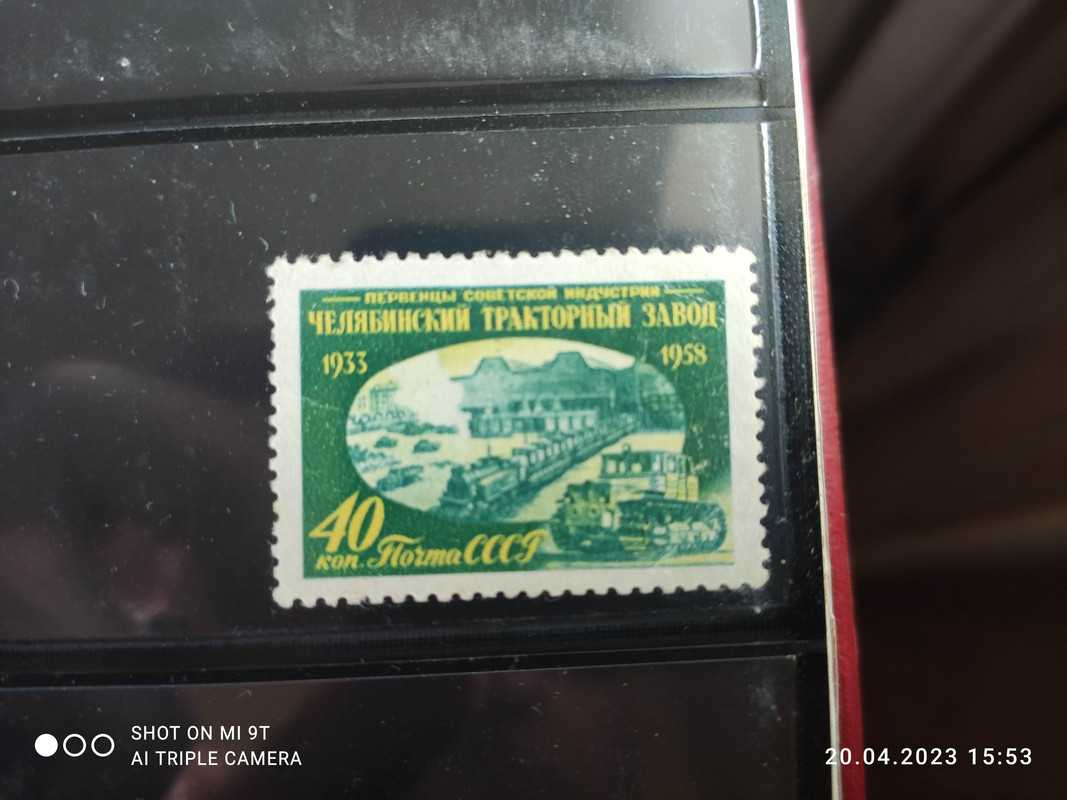 ПЕРВЕНЦЫ СОВЕТСКОЙ ИНДУСТРИИ
ЧЕЛЯБИНСКИЙ ТРАКТОРНЫЙ ЗАВОД
1933 1958
40
коп. Почта СССР
SHOT ON MI 9T
AI TRIPLE CAMERA
20.04.2023 15:53